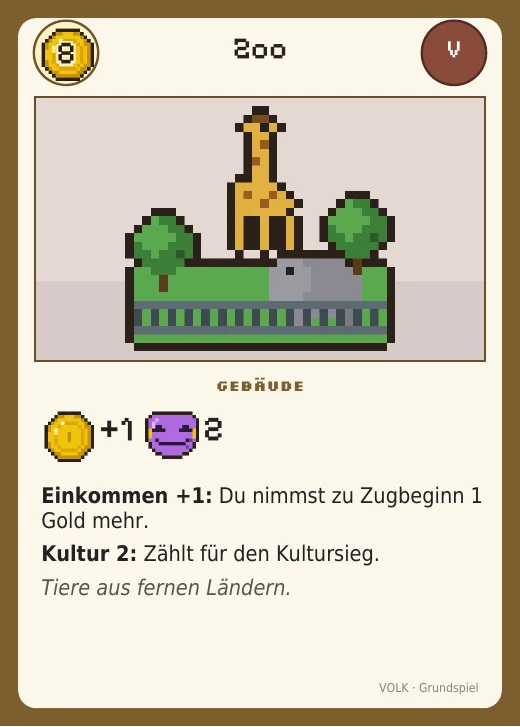 8
Zoo
V
GEBÄUDE
+1 2
Einkommen +1: Du nimmst zu Zugbeginn 1
Gold mehr.
Kultur 2: Zählt für den Kultursieg.
Tiere aus fernen Ländern.
VOLK · Grundspiel